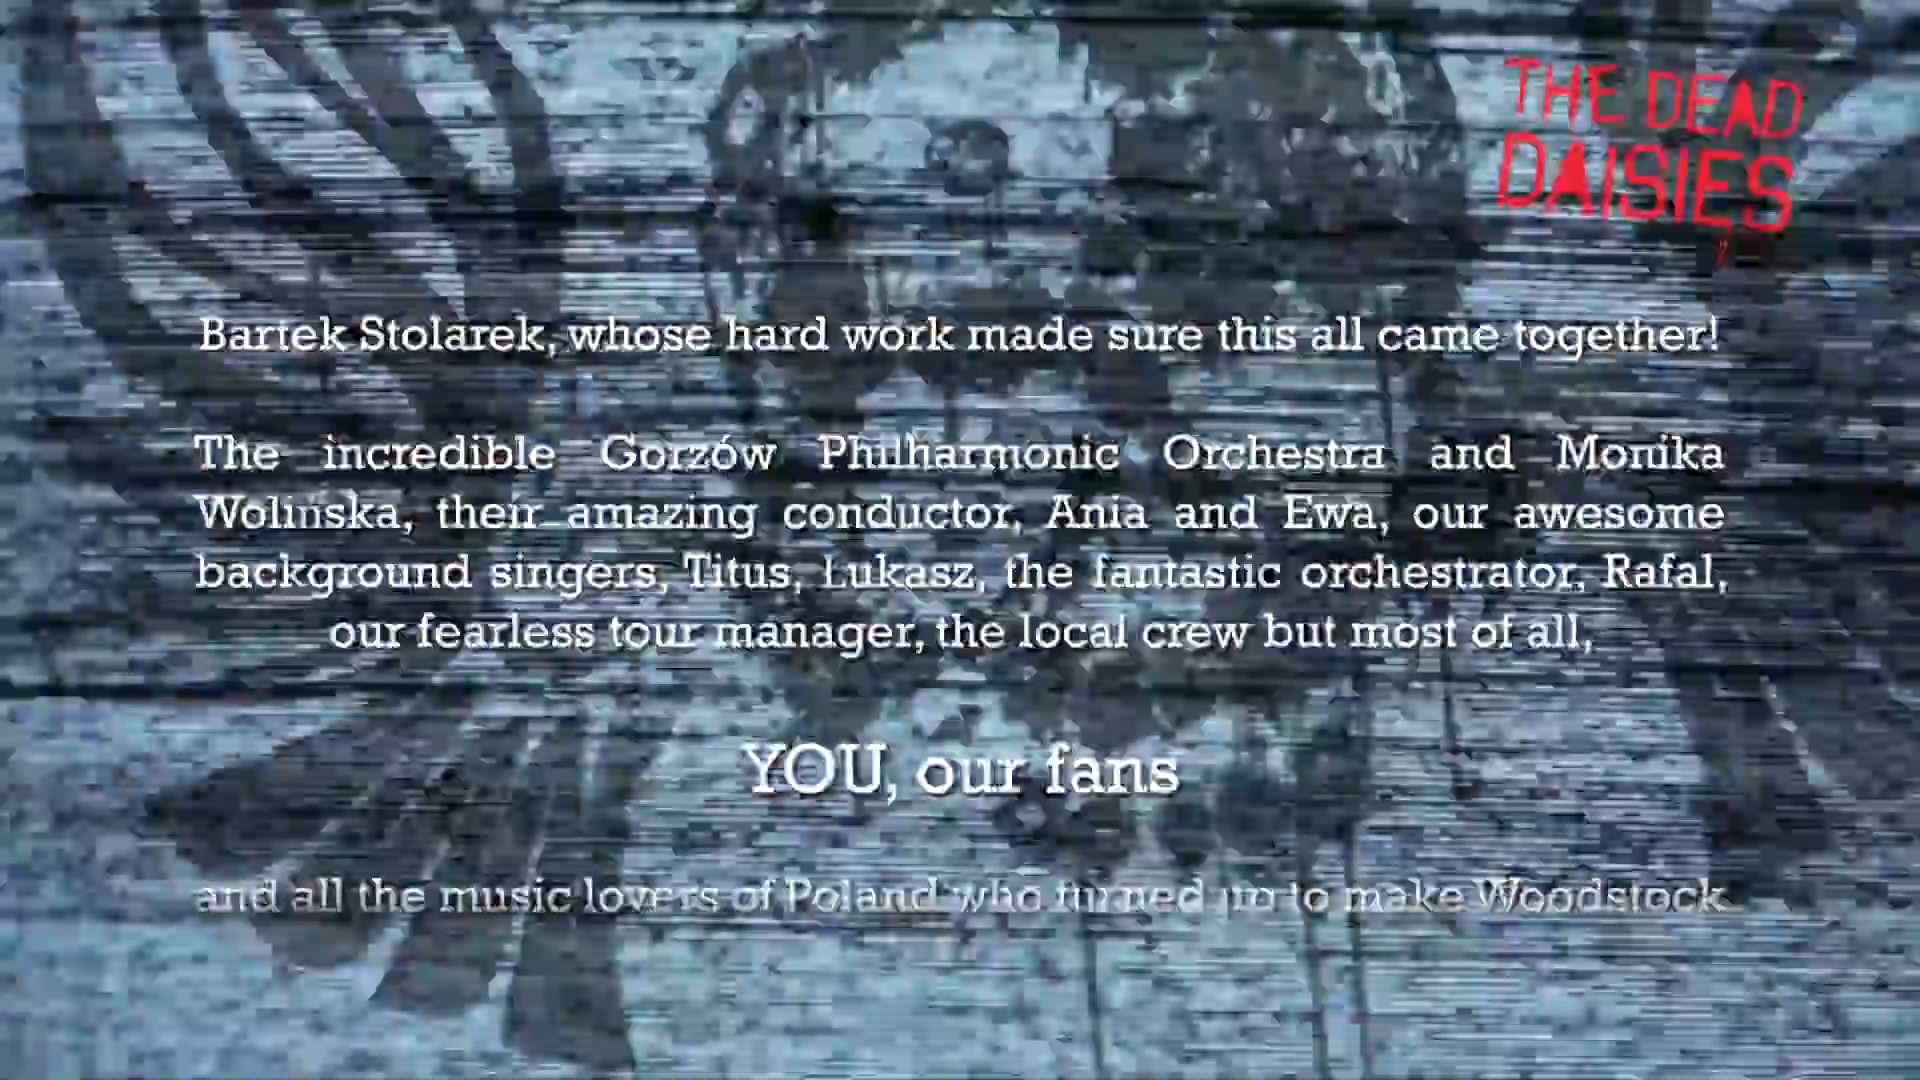 THE DEAD
DAISIES
Bartek Stolarek, whose hard work made sure this all came together!
The incredible Gorzów Philharmonic Orchestra and Monika
Wolińska, their amazing conductor, Ania and Ewa, our awesome
background singers, Titus, Lukasz, the fantastic orchestrator, Rafal,
our fearless tour manager, the local crew but most of all,
YOU, our fans
and all the music lovers of Poland who turned up to make Woodstock